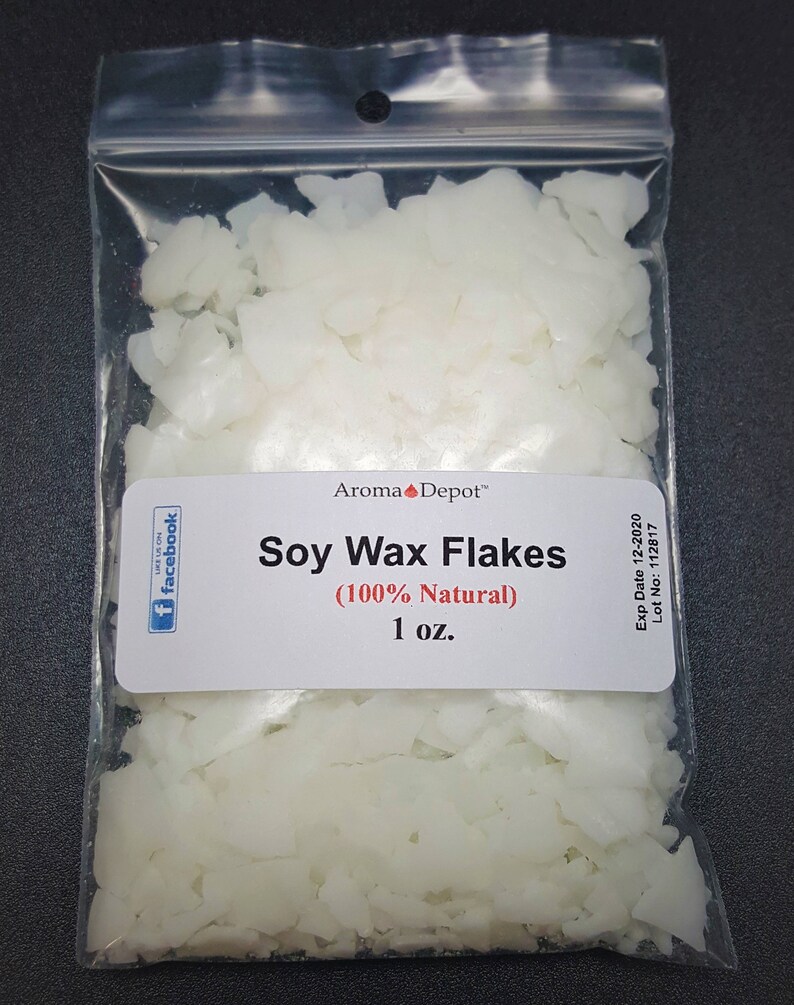 Aroma Depot™
LIKE US ON
facebook
Soy Wax Flakes
(100% Natural)
1 oz.
Exp Date 12-2020
Lot No: 112817